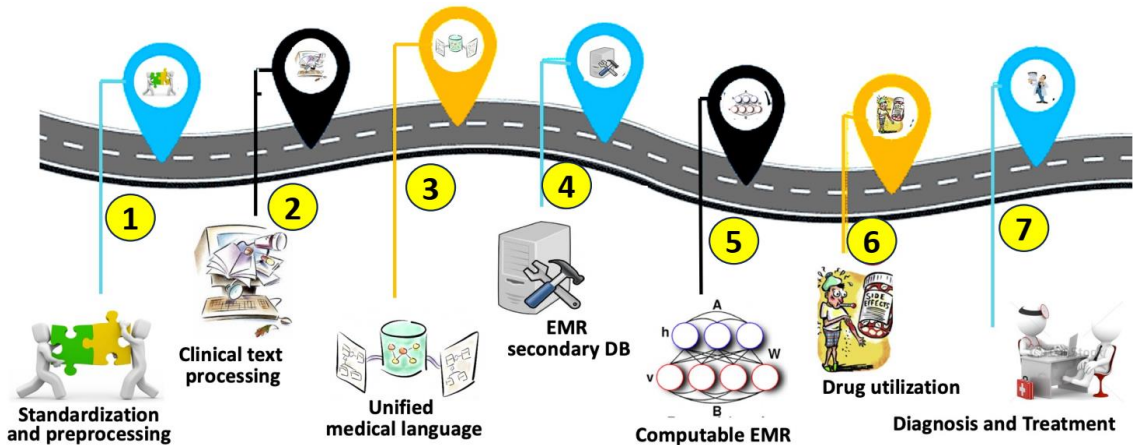 1
Standardization
and preprocessing
2
Clinical text
processing
3
Unified
medical language
4
EMR
secondary DB
5
A
h
W
v
B
Computable EMR
6
SIDE
EFFECTS
Drug utilization
7
Diagnosis and Treatment